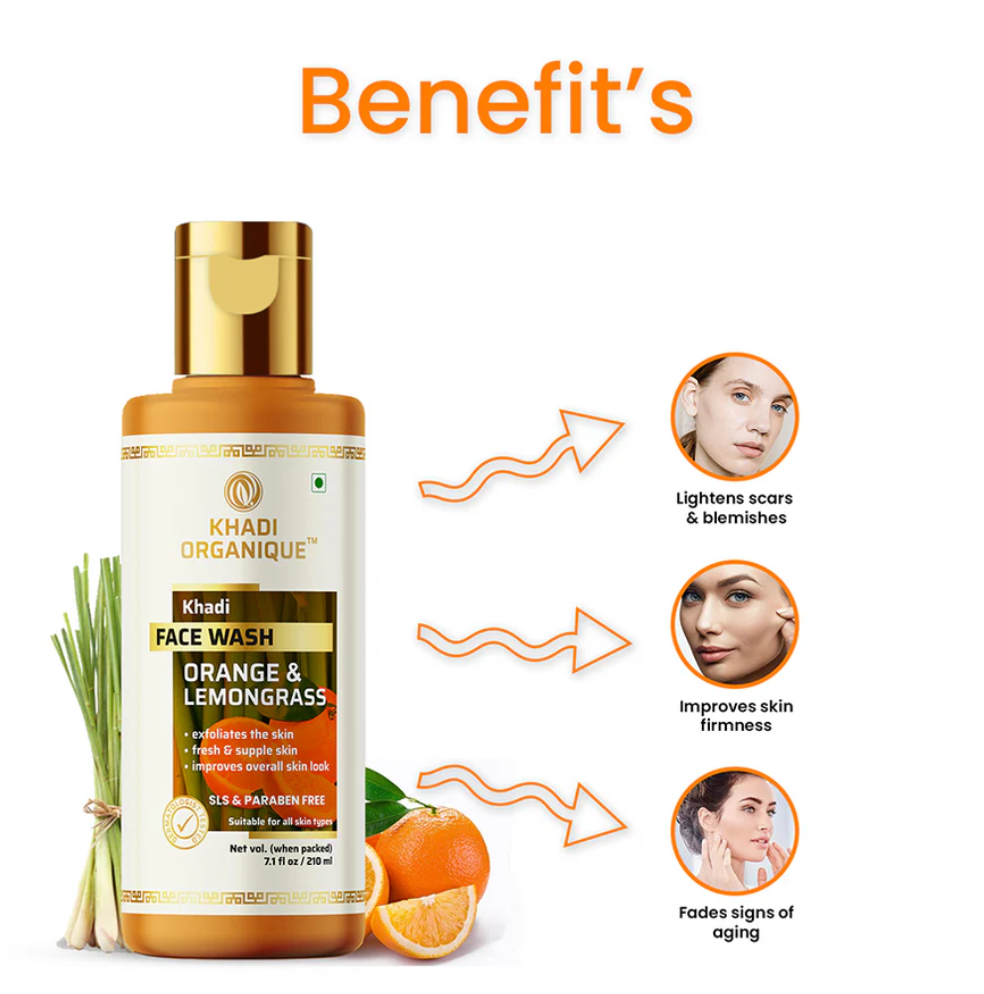 Benefit's
KHADI
ORGANIQUE™
Khadi
FACE WASH
ORANGE &
LEMONGRASS
• exfoliates the skin
• fresh & supple skin
• improves overall skin look
SLS & PARABEN FREE
Suitable for all skin types
DERMATOLOGIST TESTED
Net vol. (when packed)
7.1 fl oz / 210 ml
Lightens scars
& blemishes
Improves skin
firmness
Fades signs of
aging